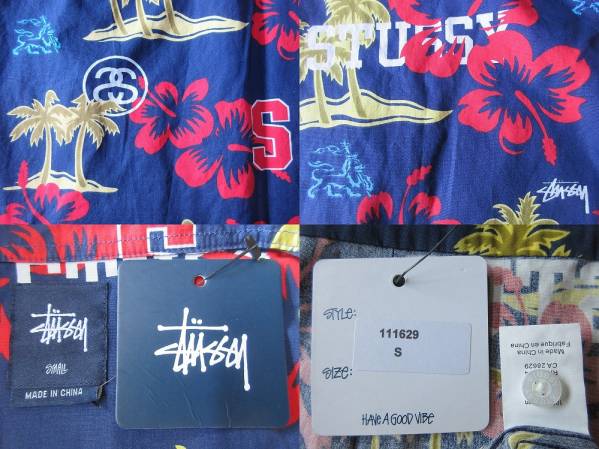 STUSSY
S
Stüssy
Stüssy
SMALL
MADE IN CHINA
Stüssy
STYLE:
111629
S
SIZE:
HAVE A GOOD VIBE
Made in China
Fabriqué en China
CA 28629